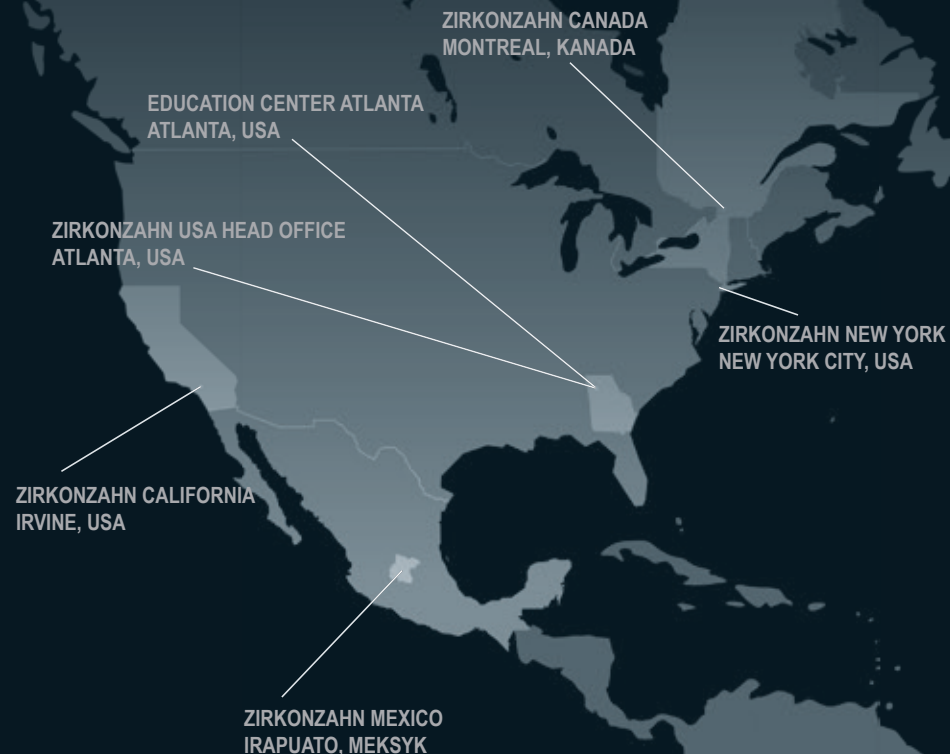 ZIRKONZAHN CANADA
MONTREAL, KANADA
EDUCATION CENTER ATLANTA
ATLANTA, USA
ZIRKONZAHN USA HEAD OFFICE
ATLANTA, USA
ZIRKONZAHN NEW YORK
NEW YORK CITY, USA
ZIRKONZAHN CALIFORNIA
IRVINE, USA
ZIRKONZAHN MEXICO
IRAPUATO, MEKSYK